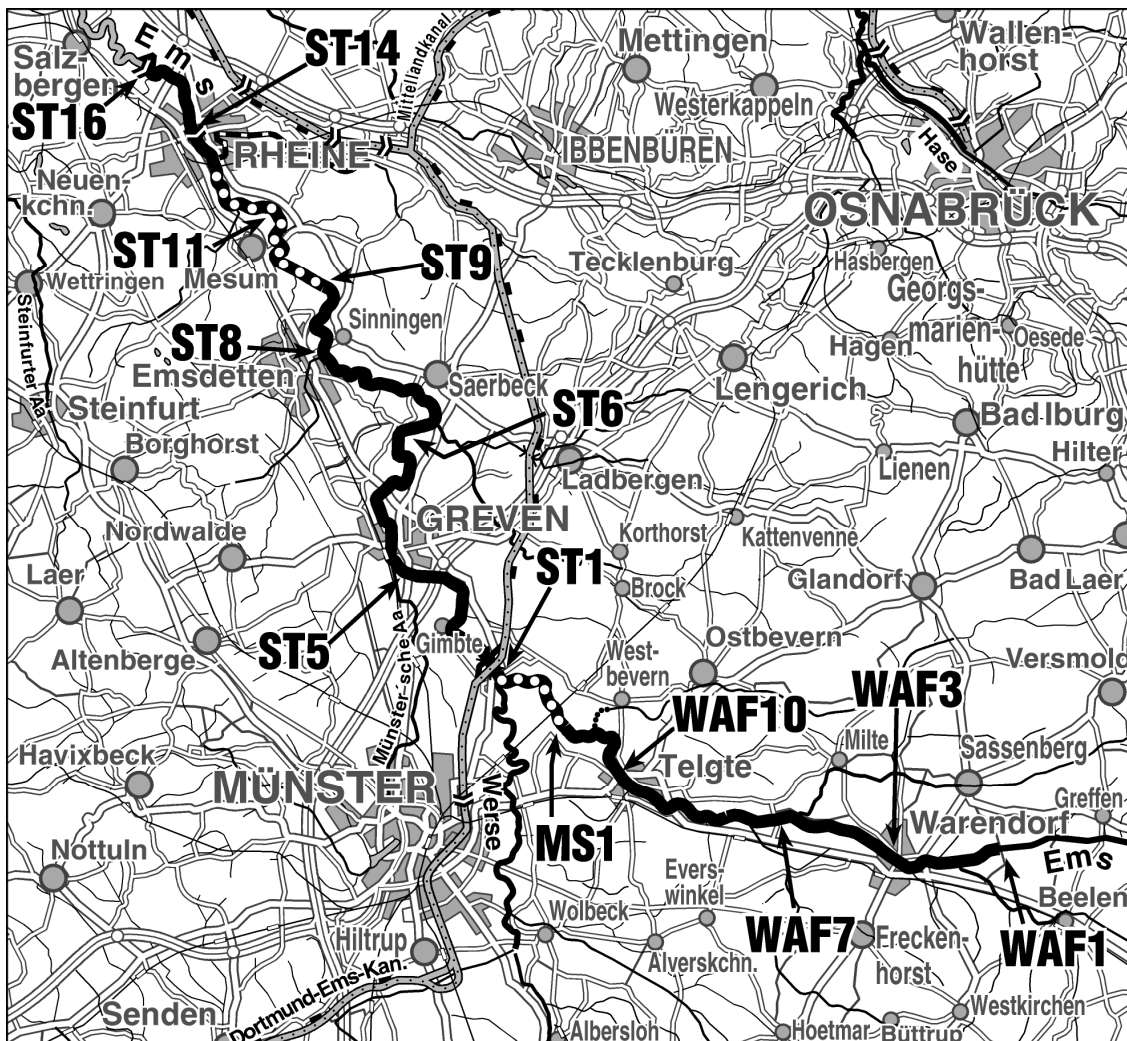 Ems
Salz-
bergen
ST14
ST16
Mittellandkanal
Mettingen
Westerkappeln
Wallen-
horst
Hase
RHEINE
IBBENBÜREN
OSNABRÜCK
Neuen-
kchn.
ST11
Mesum
Wettringen
Steinfurter Aa
ST9
Tecklenburg
Hasbergen
Georgs-
marien-
hütte
Oesede
Hagen
Sinningen
ST8
Emsdetten
Saerbeck
Lengerich
Steinfurt
Borghorst
ST6
Bad Iburg
Hilter
Lienen
Ladbergen
Nordwalde
GREVEN
Korthorst
Kattenvenne
Laer
ST1
Brock
Glandorf
Bad Laer
ST5
Gimbte
Altenberge
Münster-sche Aa
West-
bevern
Ostbevern
Versmold
WAF10
WAF3
Havixbeck
MÜNSTER
Telgte
Milte
Sassenberg
Greffen
Werse
MS1
Warendorf
Ems
Nottuln
Evers-
winkel
Beelen
Wolbeck
WAF7
Frecken-
horst
WAF1
Hiltrup
Alverskchn.
Dortmund-Ems-Kan.
Senden
Westkirchen
Albersloh
Hoetmar
Büttrup